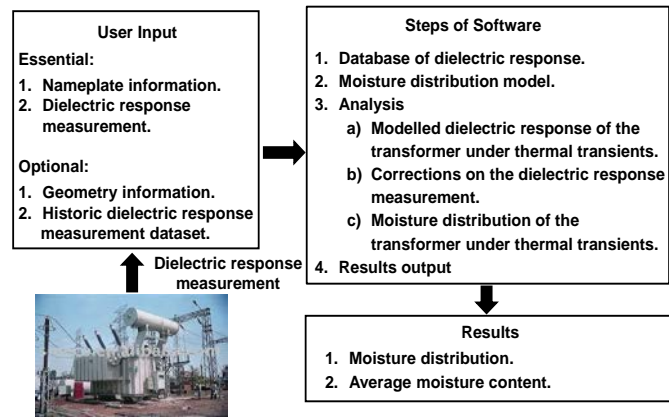 User Input
Essential:
1. Nameplate information.
2. Dielectric response
measurement.
Optional:
1. Geometry information.
2. Historic dielectric response
measurement dataset.
Dielectric response
measurement
Steps of Software
1. Database of dielectric response.
2. Moisture distribution model.
3. Analysis
a) Modelled dielectric response of the
transformer under thermal transients.
b) Corrections on the dielectric response
measurement.
c) Moisture distribution of the
transformer under thermal transients.
4. Results output
Results
1. Moisture distribution.
2. Average moisture content.